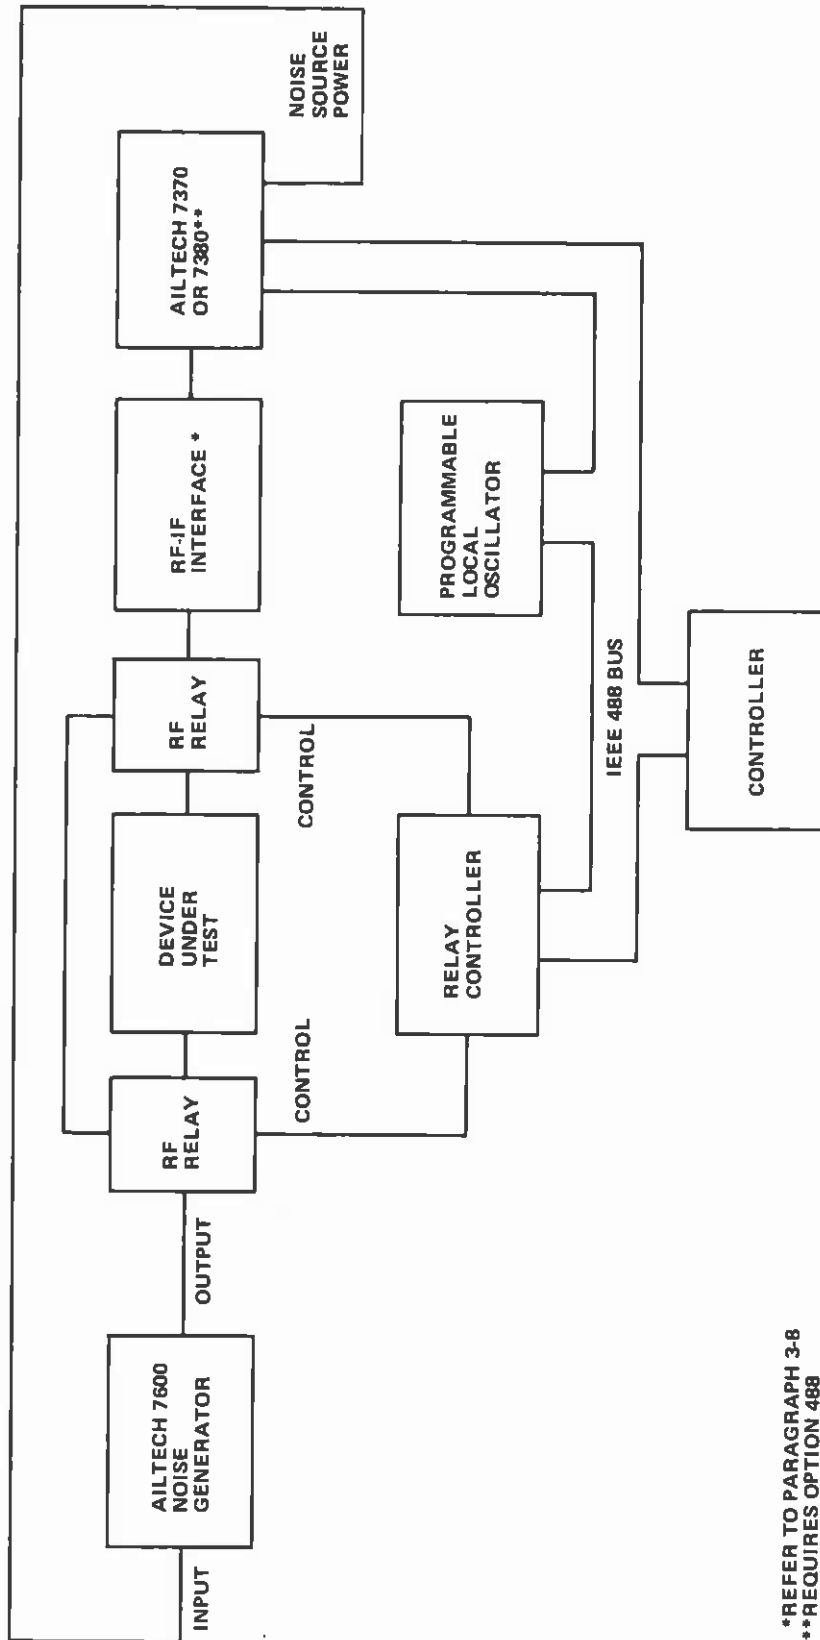 INPUT
AILTECH 7600
NOISE
GENERATOR
OUTPUT
RF
RELAY
CONTROL
DEVICE
UNDER
TEST
RF
RELAY
CONTROL
RF-IF
INTERFACE *
AILTECH 7370
OR 7380**
NOISE
SOURCE
POWER
RELAY
CONTROLLER
PROGRAMMABLE
LOCAL
OSCILLATOR
IEEE 488 BUS
CONTROLLER
*REFER TO PARAGRAPH 3-8
**REQUIRES OPTION 488